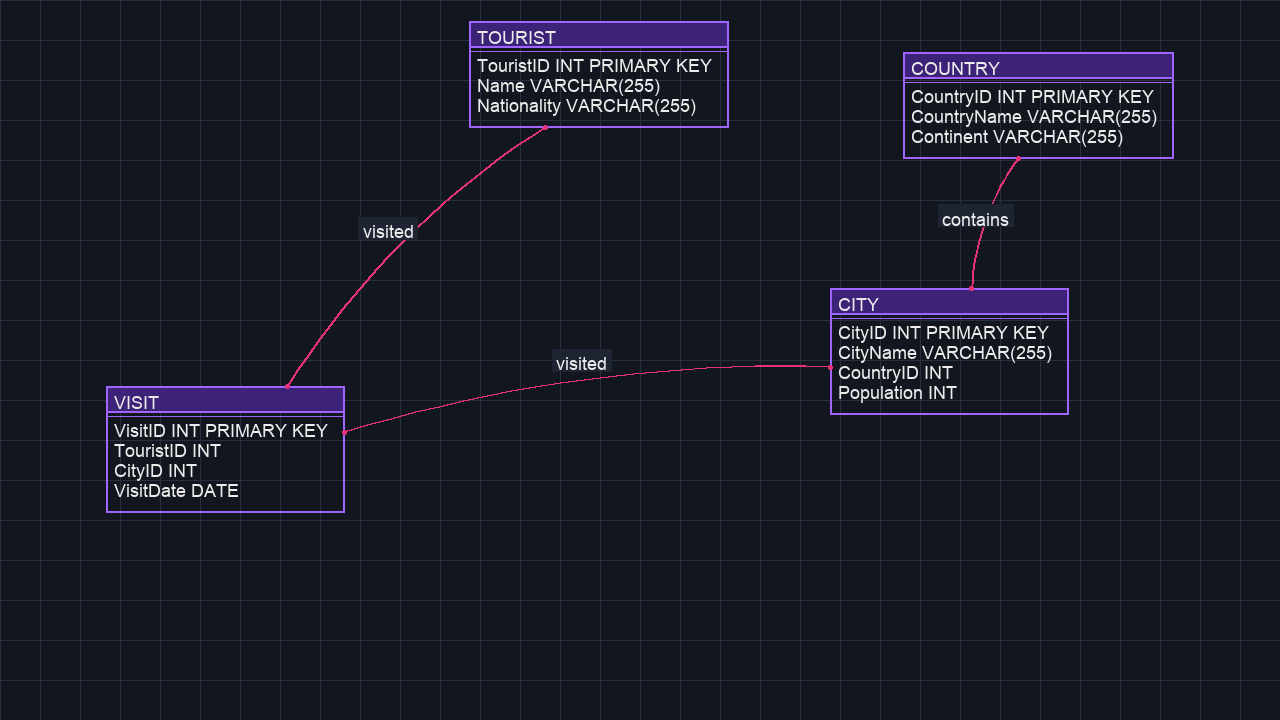 TOURIST
TouristID INT PRIMARY KEY
Name VARCHAR(255)
Nationality VARCHAR(255)
COUNTRY
CountryID INT PRIMARY KEY
CountryName VARCHAR(255)
Continent VARCHAR(255)
visited
contains
CITY
CityID INT PRIMARY KEY
CityName VARCHAR(255)
CountryID INT
Population INT
visited
VISIT
VisitID INT PRIMARY KEY
TouristID INT
CityID INT
VisitDate DATE